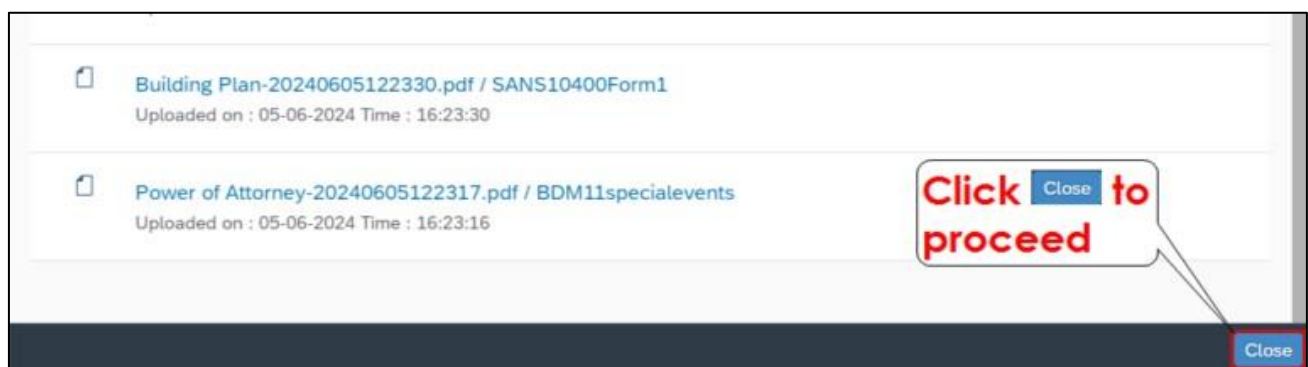 Building Plan-20240605122330.pdf / SANS10400Form1
Uploaded on : 05-06-2024 Time : 16:23:30
Power of Attorney-20240605122317.pdf / BDM11specialevents
Uploaded on : 05-06-2024 Time : 16:23:16
Click Close to
proceed
Close